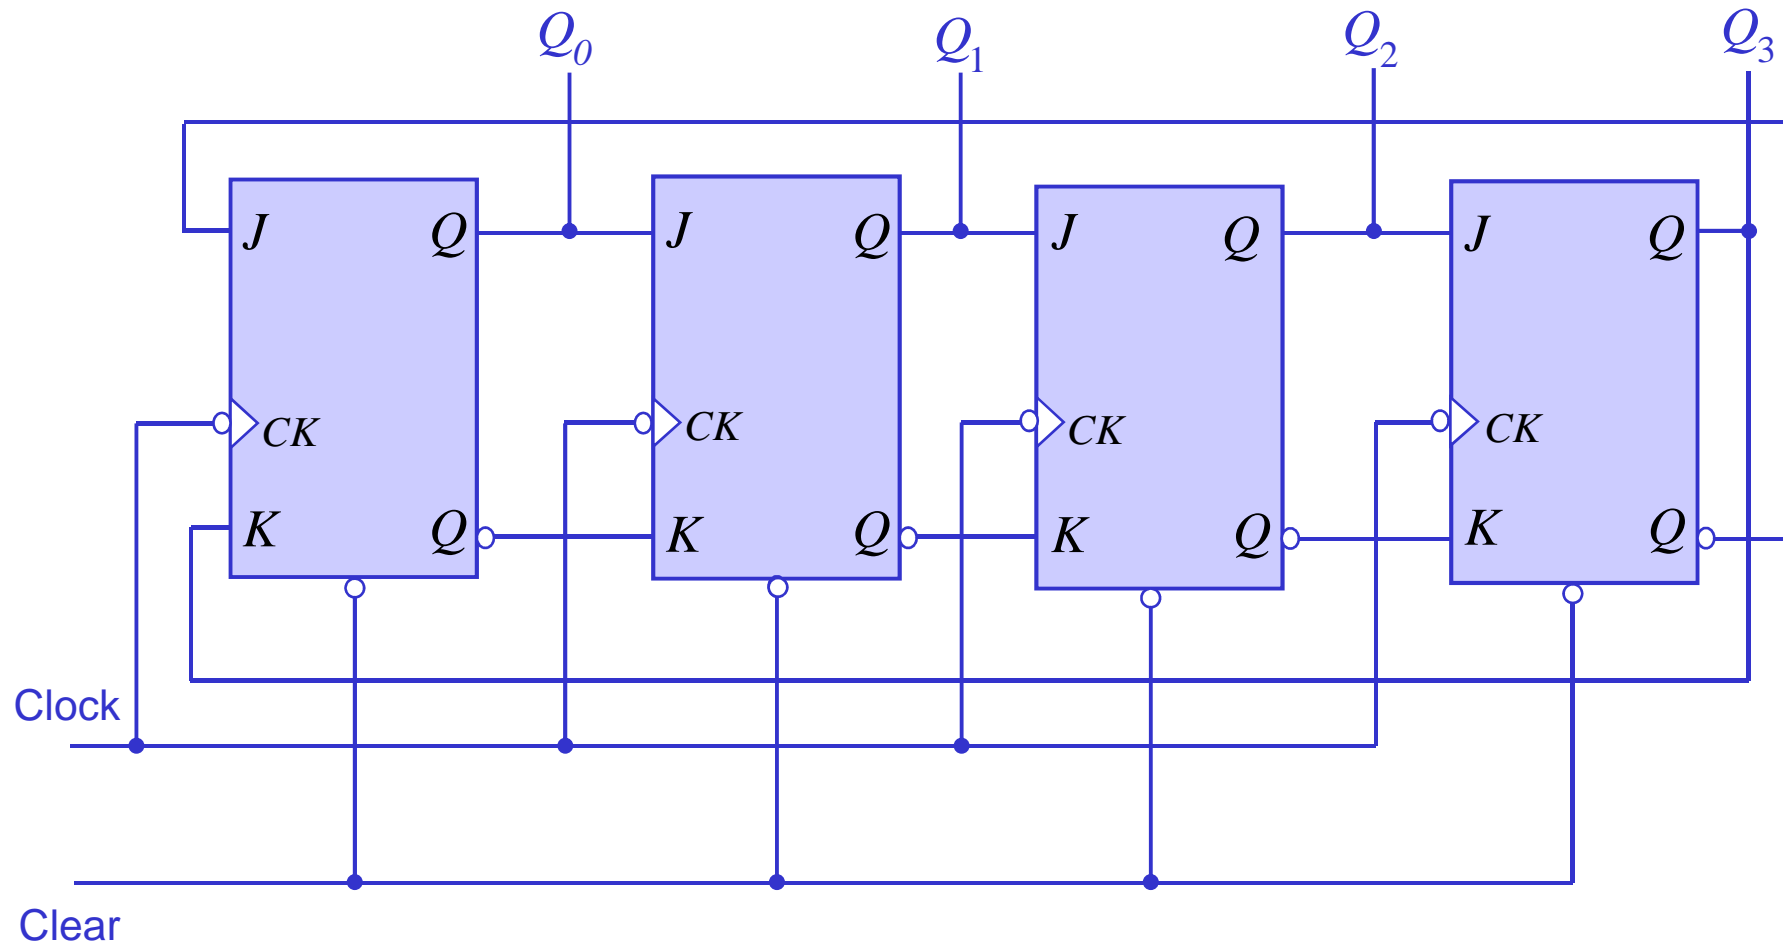 Q0 Q1 Q2 Q3
J Q J Q J Q J Q
CK CK CK CK
K Q K Q K Q K Q
Clock
Clear